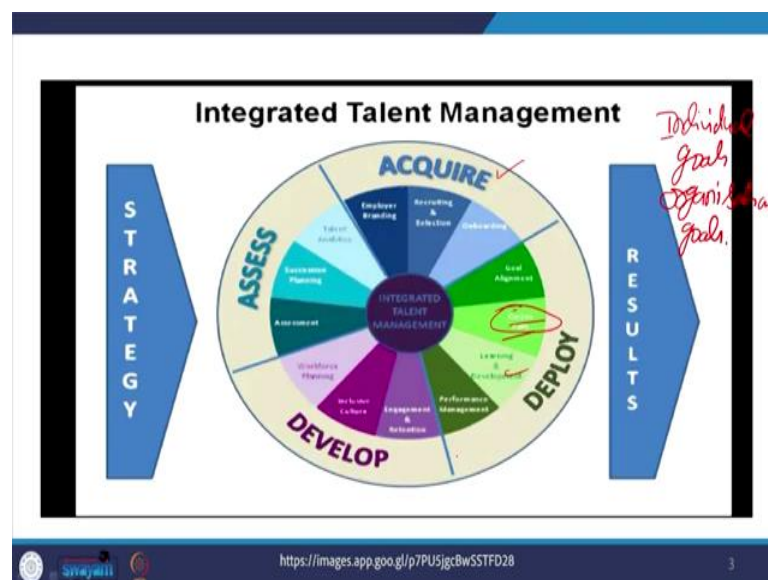 Integrated Talent Management
Individual
goals
organisational
goals.
STRATEGY
ACQUIRE
Employer
Branding
Recruiting
&
Selection
Onboarding
ASSESS
Talent
Analytics
Succession
Planning
Assessment
INTEGRATED
TALENT
MANAGEMENT
Goal
Alignment
Learning
&
Development
Performance
Management
DEPLOY
Workforce
Planning
Inclusive
Culture
Engagement
&
Retention
DEVELOP
RESULTS
swayam
https://images.app.goo.gl/p7PU5jgcBwSSTFD28
3